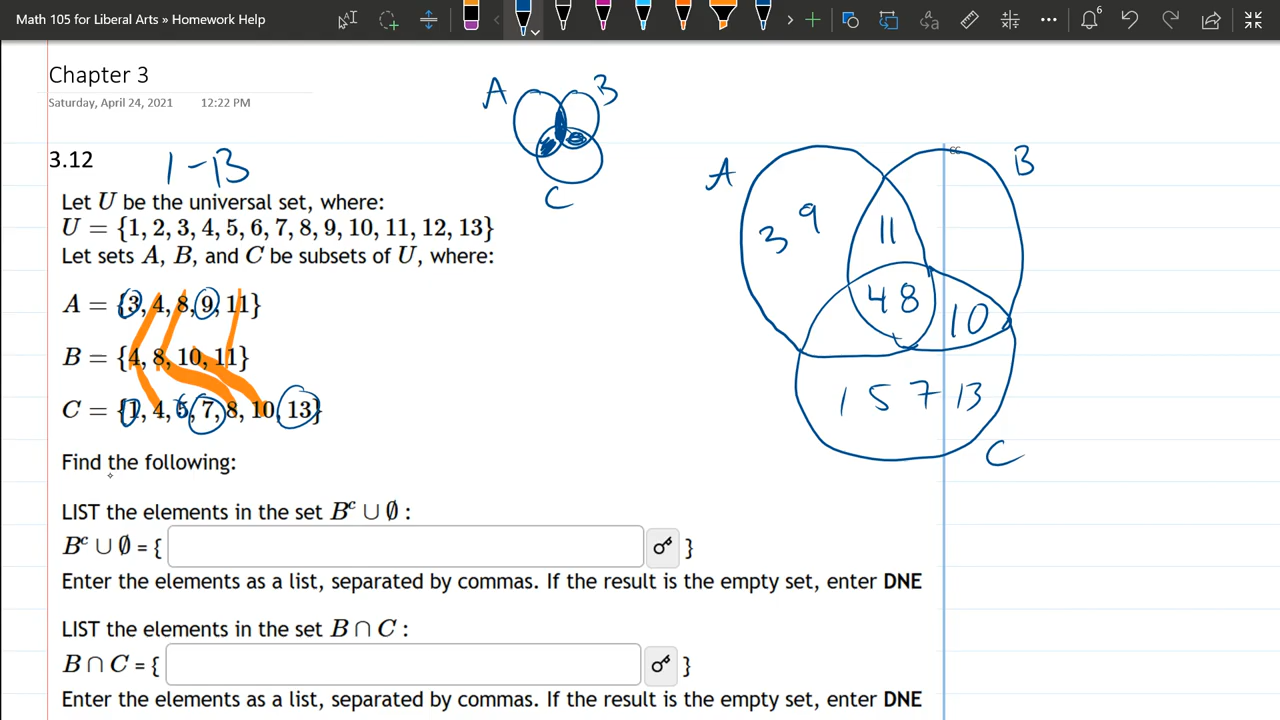 Math 105 for Liberal Arts » Homework Help
6
Chapter 3
Saturday, April 24, 2021 12:22 PM
A B
C
3.12 1-13
Let U be the universal set, where:
U = {1, 2, 3, 4, 5, 6, 7, 8, 9, 10, 11, 12, 13}
Let sets A, B, and C be subsets of U, where:
A = {3, 4, 8, 9, 11}
B = {4, 8, 10, 11}
C = {1, 4, 5, 7, 8, 10, 13}
A B
3 9 11
4 8 10
1 5 7 13
C
Find the following:
LIST the elements in the set Bᶜ ∪ ∅ :
Bᶜ ∪ ∅ = { }
Enter the elements as a list, separated by commas. If the result is the empty set, enter DNE
LIST the elements in the set B ∩ C :
B ∩ C = { }
Enter the elements as a list, separated by commas. If the result is the empty set, enter DNE